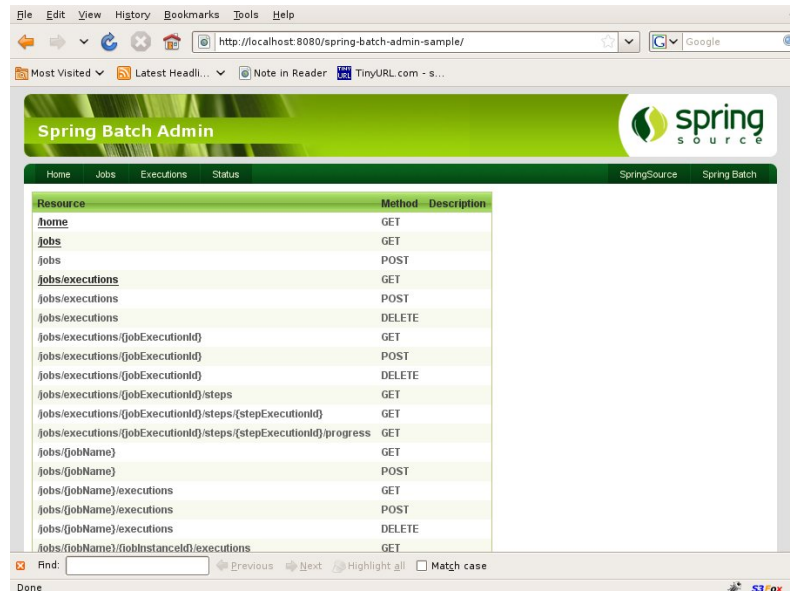 File Edit View History Bookmarks Tools Help
http://localhost:8080/spring-batch-admin-sample/ G Google
Most Visited Latest Headli... Note in Reader TinyURL.com - s...
Spring Batch Admin
spring
source
Home Jobs Executions Status SpringSource Spring Batch
Resource Method Description
/home GET
/jobs GET
/jobs POST
/jobs/executions GET
/jobs/executions POST
/jobs/executions DELETE
/jobs/executions/{jobExecutionId} GET
/jobs/executions/{jobExecutionId} POST
/jobs/executions/{jobExecutionId} DELETE
/jobs/executions/{jobExecutionId}/steps GET
/jobs/executions/{jobExecutionId}/steps/{stepExecutionId} GET
/jobs/executions/{jobExecutionId}/steps/{stepExecutionId}/progress GET
/jobs/{jobName} GET
/jobs/{jobName} POST
/jobs/{jobName}/executions GET
/jobs/{jobName}/executions POST
/jobs/{jobName}/executions DELETE
/jobs/{jobName}/{jobInstanceId}/executions GET
Find: Previous Next Highlight all Match case
Done S3Fox